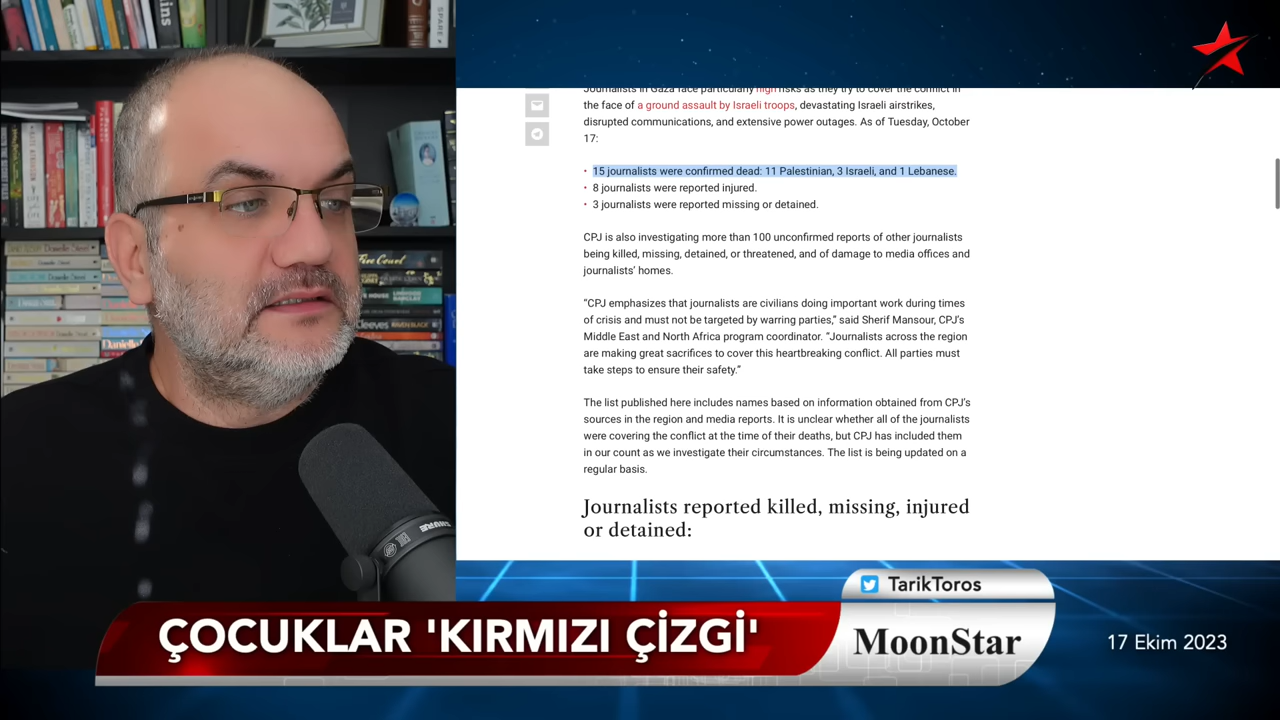 SPARE
Journalists in Gaza face particularly high risks as they try to cover the conflict in
the face of a ground assault by Israeli troops, devastating Israeli airstrikes,
disrupted communications, and extensive power outages. As of Tuesday, October
17:
• 15 journalists were confirmed dead: 11 Palestinian, 3 Israeli, and 1 Lebanese.
• 8 journalists were reported injured.
• 3 journalists were reported missing or detained.
CPJ is also investigating more than 100 unconfirmed reports of other journalists
being killed, missing, detained, or threatened, and of damage to media offices and
journalists’ homes.
“CPJ emphasizes that journalists are civilians doing important work during times
of crisis and must not be targeted by warring parties,” said Sherif Mansour, CPJ’s
Middle East and North Africa program coordinator. “Journalists across the region
are making great sacrifices to cover this heartbreaking conflict. All parties must
take steps to ensure their safety.”
The list published here includes names based on information obtained from CPJ’s
sources in the region and media reports. It is unclear whether all of the journalists
were covering the conflict at the time of their deaths, but CPJ has included them
in our count as we investigate their circumstances. The list is being updated on a
regular basis.
Journalists reported killed, missing, injured
or detained:
SHURE
TarikToros
ÇOCUKLAR 'KIRMIZI ÇİZGİ'
MoonStar
17 Ekim 2023